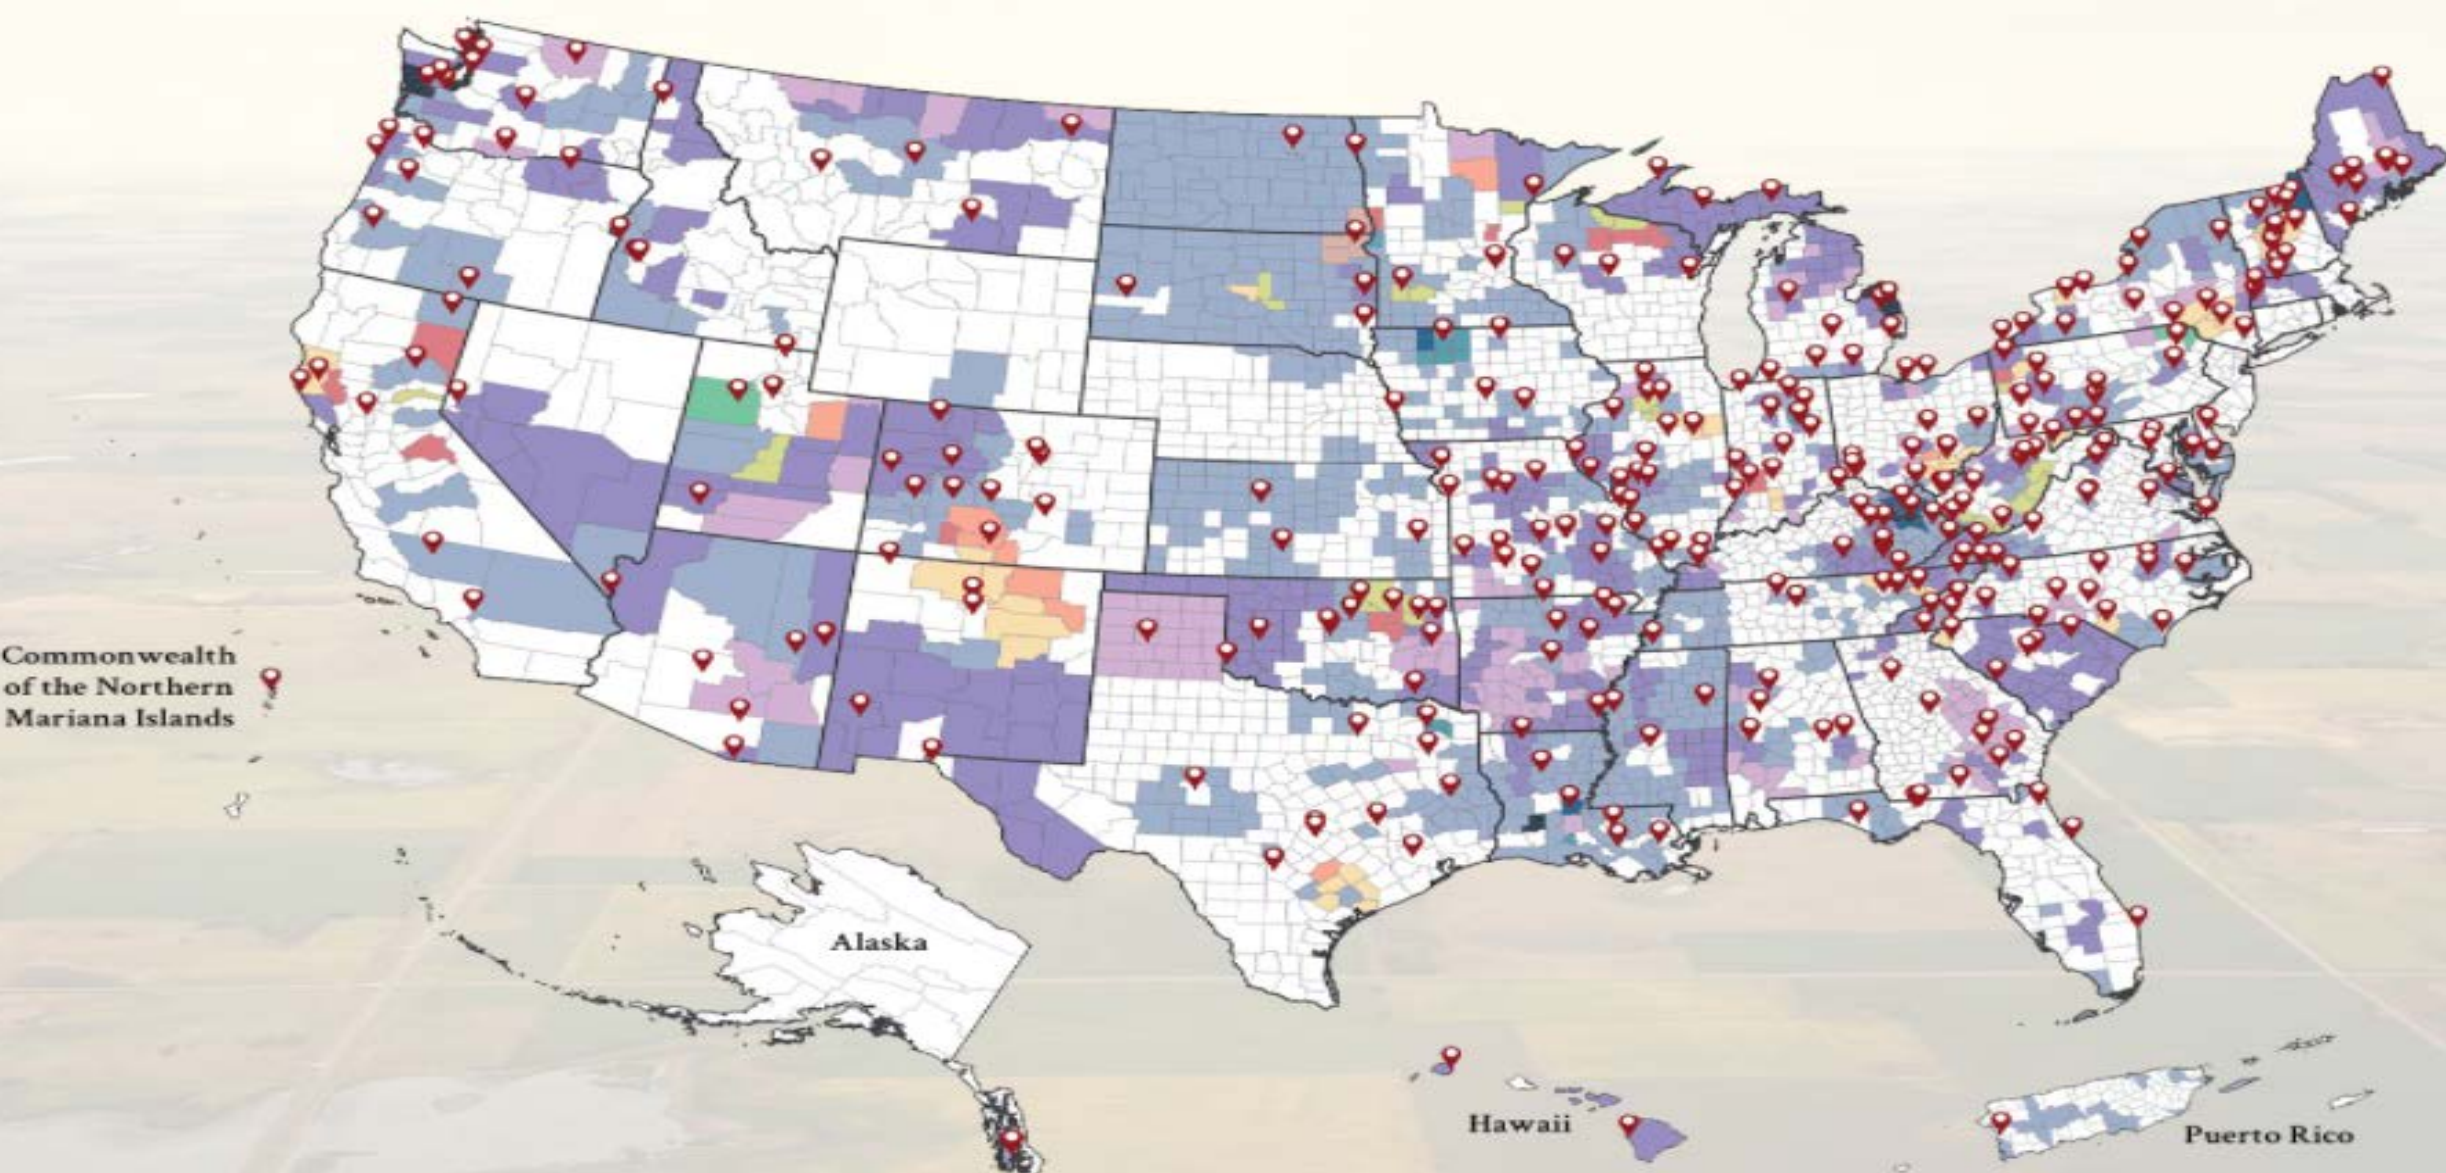 Commonwealth
of the Northern
Mariana Islands
Alaska
Hawaii
Puerto Rico